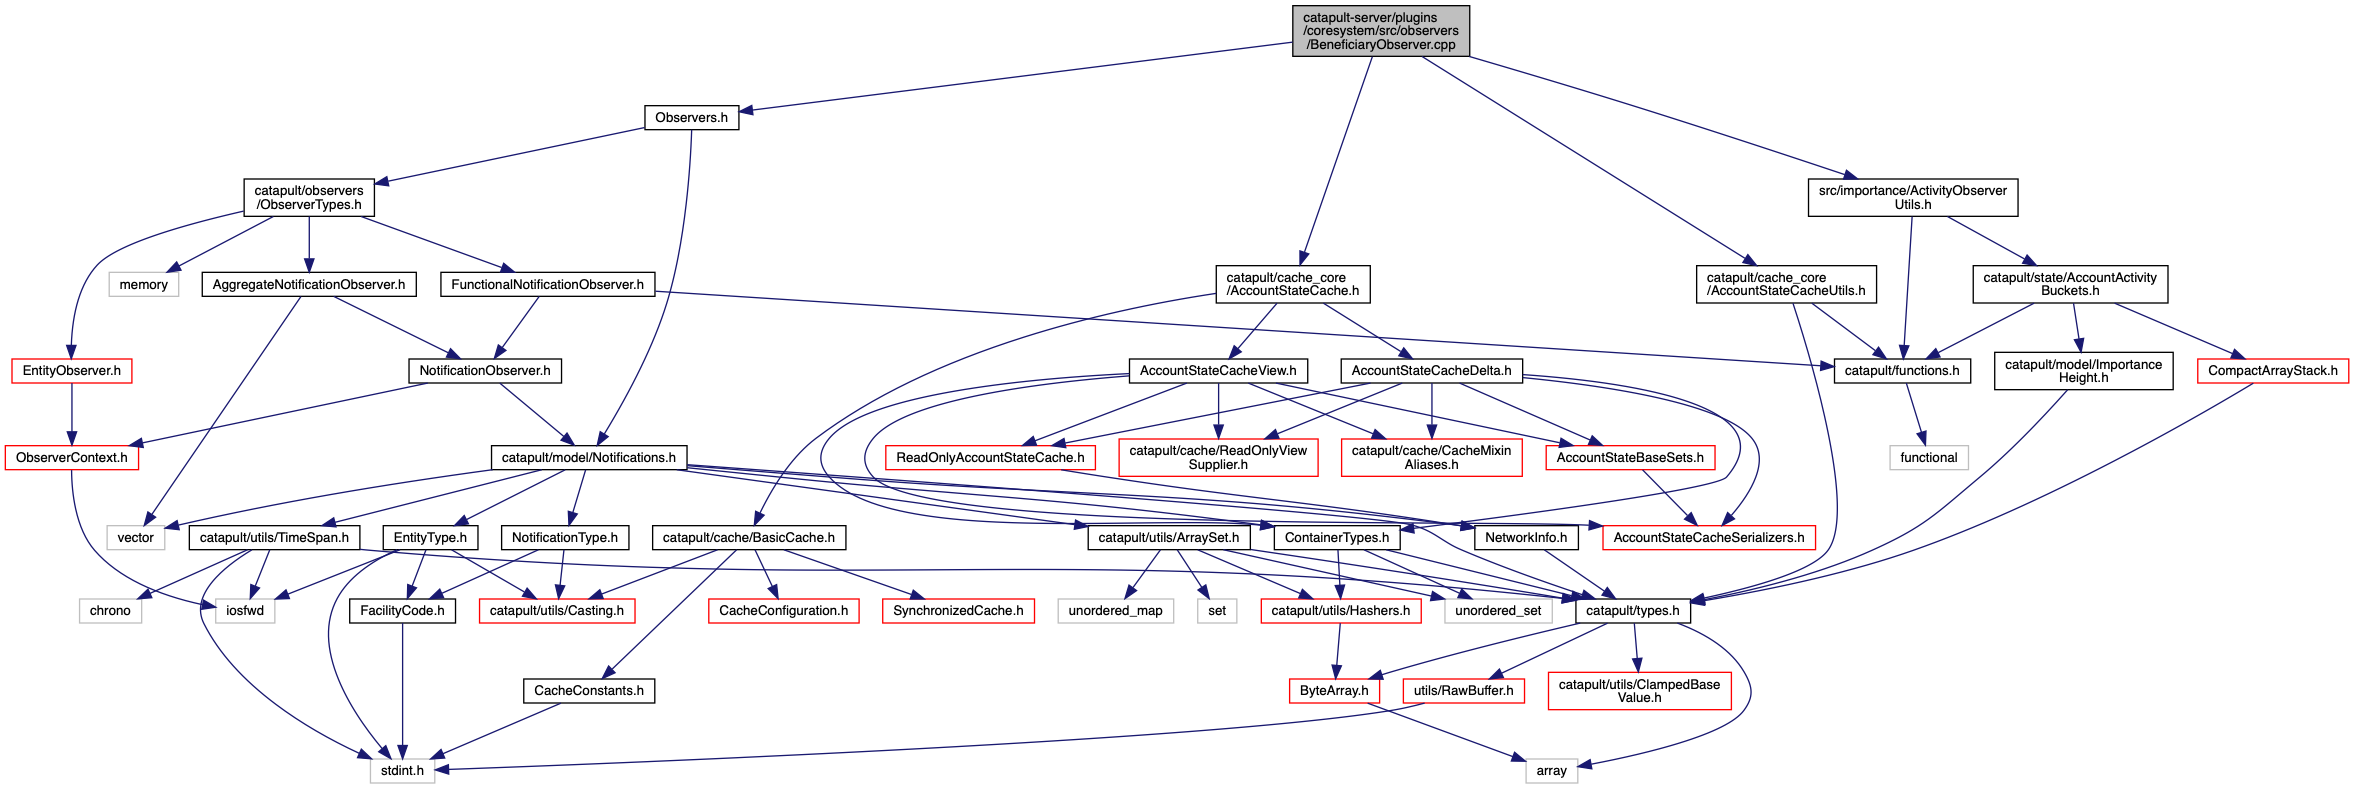 catapult-server/plugins
/coresystem/src/observers
/BeneficiaryObserver.cpp
Observers.h
catapult/observers
/ObserverTypes.h
src/importance/ActivityObserver
Utils.h
memory
AggregateNotificationObserver.h
FunctionalNotificationObserver.h
catapult/cache_core
/AccountStateCache.h
catapult/cache_core
/AccountStateCacheUtils.h
catapult/state/AccountActivity
Buckets.h
EntityObserver.h
NotificationObserver.h
AccountStateCacheView.h
AccountStateCacheDelta.h
catapult/functions.h
catapult/model/Importance
Height.h
CompactArrayStack.h
ObserverContext.h
catapult/model/Notifications.h
ReadOnlyAccountStateCache.h
catapult/cache/ReadOnlyView
Supplier.h
catapult/cache/CacheMixin
Aliases.h
AccountStateBaseSets.h
functional
vector
catapult/utils/TimeSpan.h
EntityType.h
NotificationType.h
catapult/cache/BasicCache.h
catapult/utils/ArraySet.h
ContainerTypes.h
NetworkInfo.h
AccountStateCacheSerializers.h
chrono
iosfwd
FacilityCode.h
catapult/utils/Casting.h
CacheConfiguration.h
SynchronizedCache.h
unordered_map
set
catapult/utils/Hashers.h
unordered_set
catapult/types.h
CacheConstants.h
ByteArray.h
utils/RawBuffer.h
catapult/utils/ClampedBase
Value.h
stdint.h
array